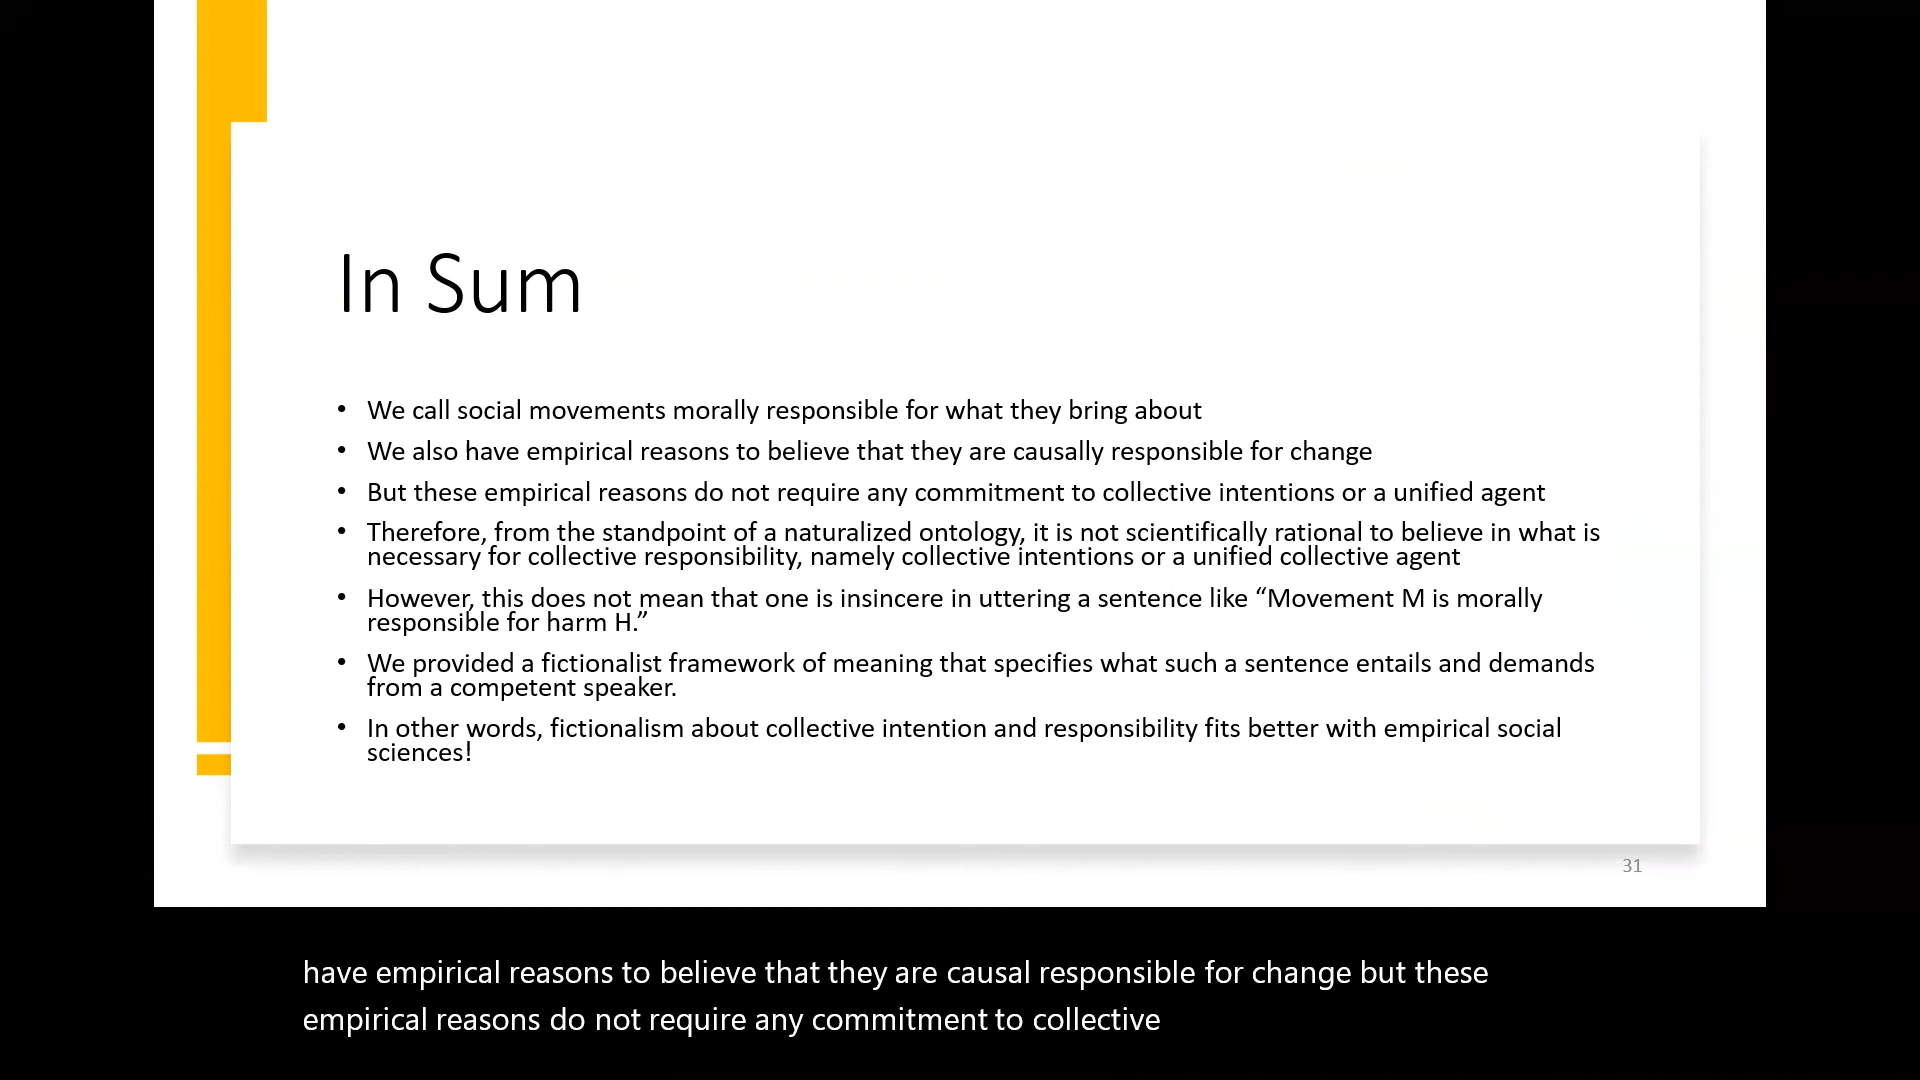 In Sum
• We call social movements morally responsible for what they bring about
• We also have empirical reasons to believe that they are causally responsible for change
• But these empirical reasons do not require any commitment to collective intentions or a unified agent
• Therefore, from the standpoint of a naturalized ontology, it is not scientifically rational to believe in what is
necessary for collective responsibility, namely collective intentions or a unified collective agent
• However, this does not mean that one is insincere in uttering a sentence like “Movement M is morally
responsible for harm H.”
• We provided a fictionalist framework of meaning that specifies what such a sentence entails and demands
from a competent speaker.
• In other words, fictionalism about collective intention and responsibility fits better with empirical social
sciences!
31
have empirical reasons to believe that they are causal responsible for change but these
empirical reasons do not require any commitment to collective